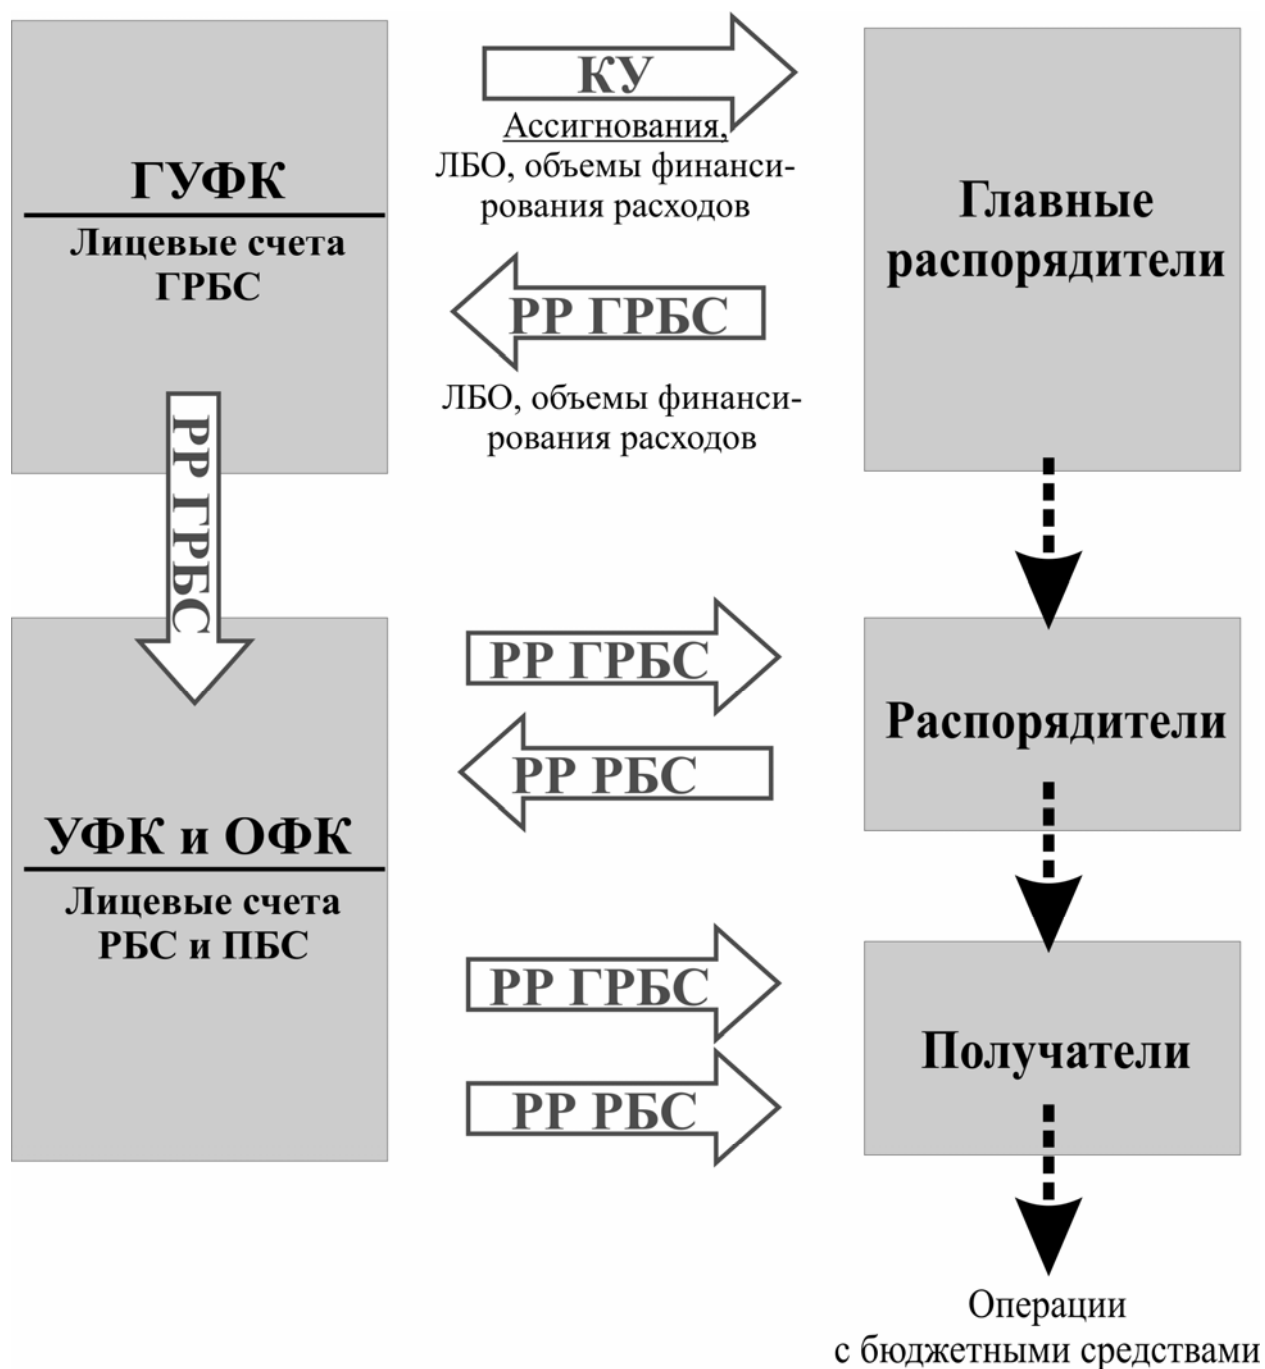 КУ
Ассигнования,
ЛБО, объемы финанси-
рования расходов
ГУФК
Лицевые счета
ГРБС
Главные
распорядители
РР ГРБС
ЛБО, объемы финанси-
рования расходов
РР ГРБС
РР ГРБС
Распорядители
РР РБС
УФК и ОФК
Лицевые счета
РБС и ПБС
РР ГРБС
Получатели
РР РБС
Операции
с бюджетными средствами